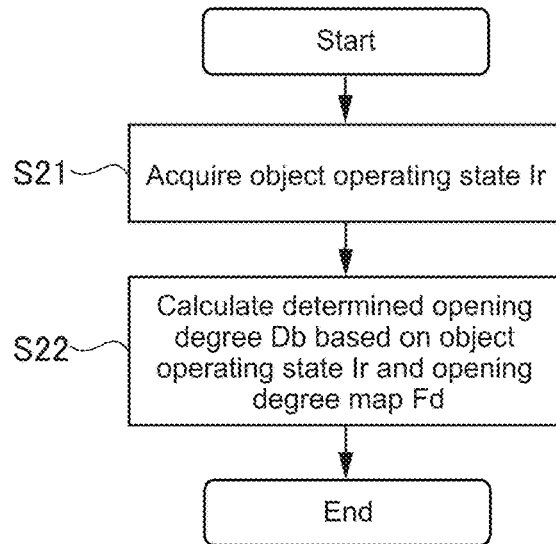 Start
S21
Acquire object operating state Ir
S22
Calculate determined opening
degree Db based on object
operating state Ir and opening
degree map Fd
End